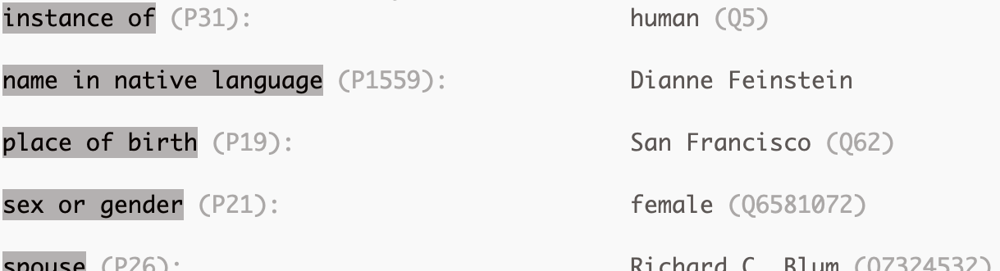 instance of (P31): human (Q5)
name in native language (P1559): Dianne Feinstein
place of birth (P19): San Francisco (Q62)
sex or gender (P21): female (Q6581072)
spouse (P26): Richard C. Blum (Q7324532)